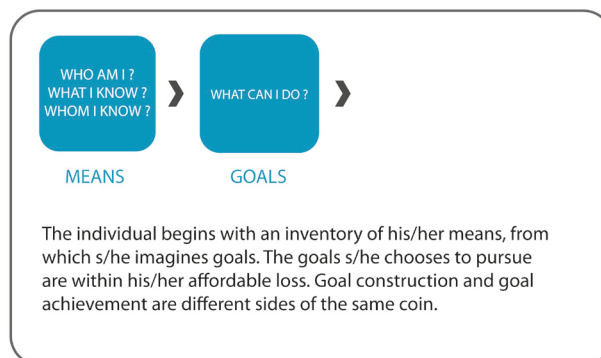 WHO AM I ?
WHAT I KNOW ?
WHOM I KNOW ?
WHAT CAN I DO ?
MEANS
GOALS
The individual begins with an inventory of his/her means, from
which s/he imagines goals. The goals s/he chooses to pursue
are within his/her affordable loss. Goal construction and goal
achievement are different sides of the same coin.